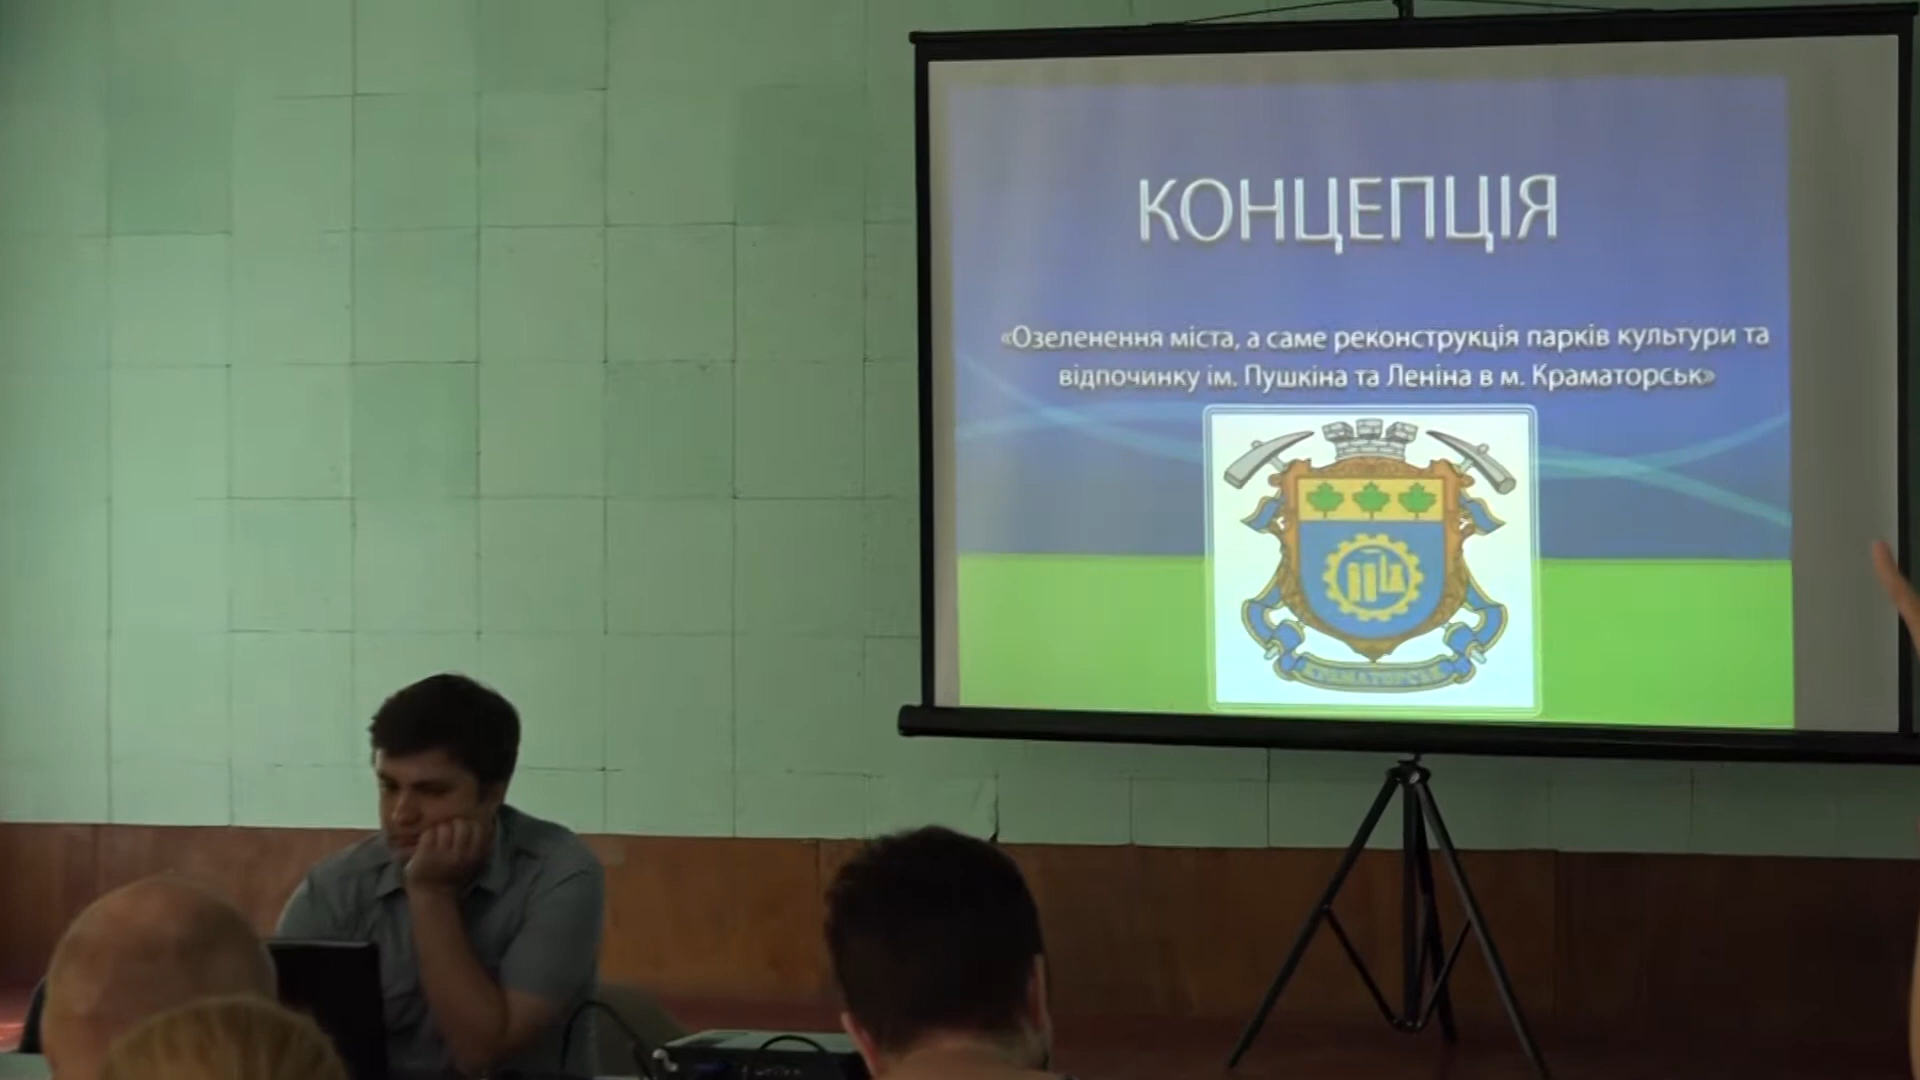 КОНЦЕПЦІЯ
«Озеленення міста, а саме реконструкція парків культури та
відпочинку ім. Пушкіна та Леніна в м. Краматорськ»